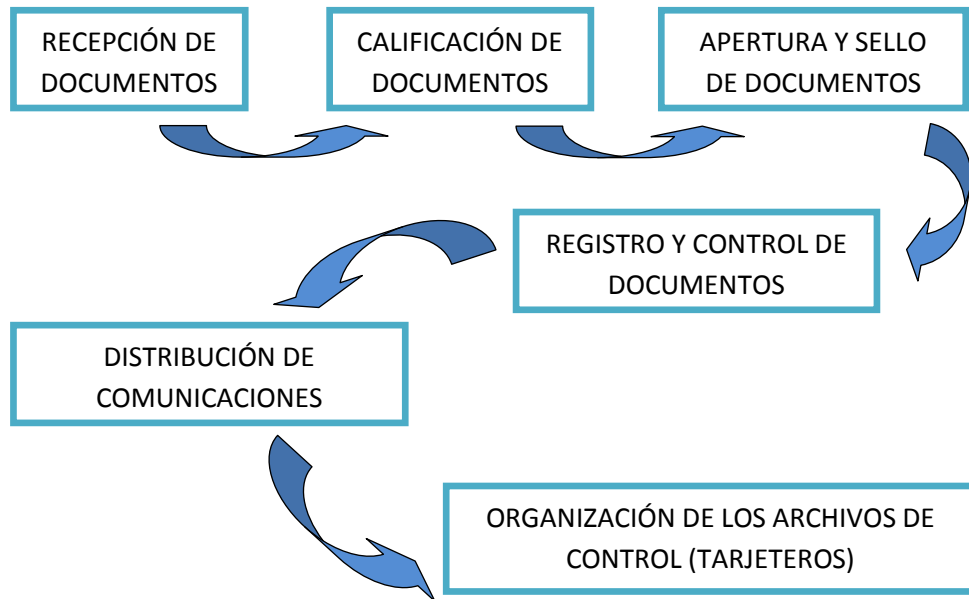 RECEPCIÓN DE
DOCUMENTOS
CALIFICACIÓN DE
DOCUMENTOS
APERTURA Y SELLO
DE DOCUMENTOS
REGISTRO Y CONTROL DE
DOCUMENTOS
DISTRIBUCIÓN DE
COMUNICACIONES
ORGANIZACIÓN DE LOS ARCHIVOS DE
CONTROL (TARJETEROS)